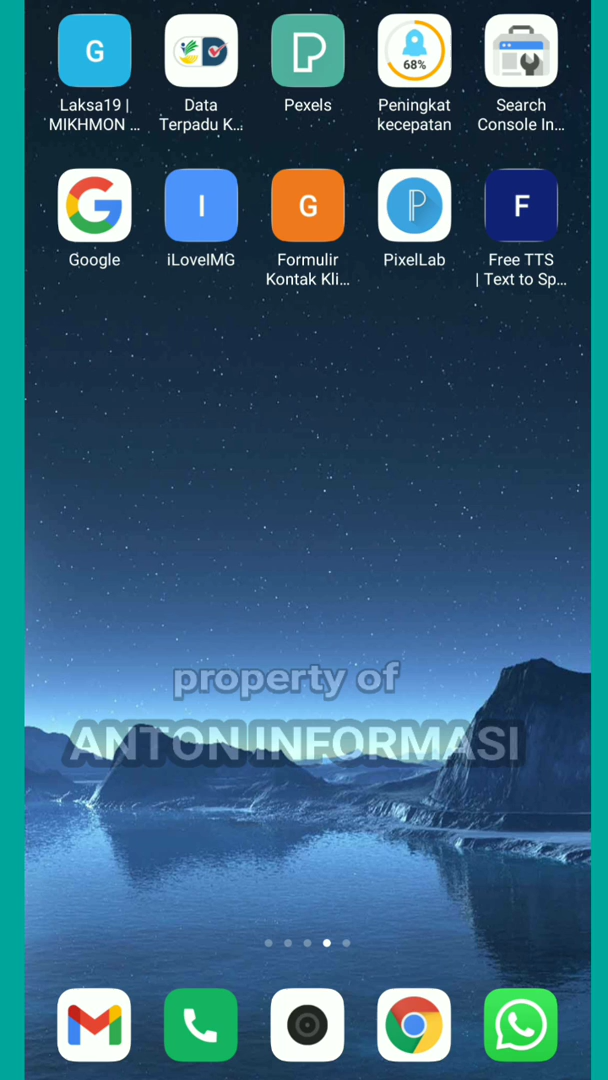 G
Laksa19 |
MIKHMON ...
Data
Terpadu K...
Pexels
68%
Peningkat
kecepatan
Search
Console In...
Google
I
iLoveIMG
G
Formulir
Kontak Kli...
PixelLab
F
Free TTS
| Text to Sp...
property of
ANTON INFORMASI